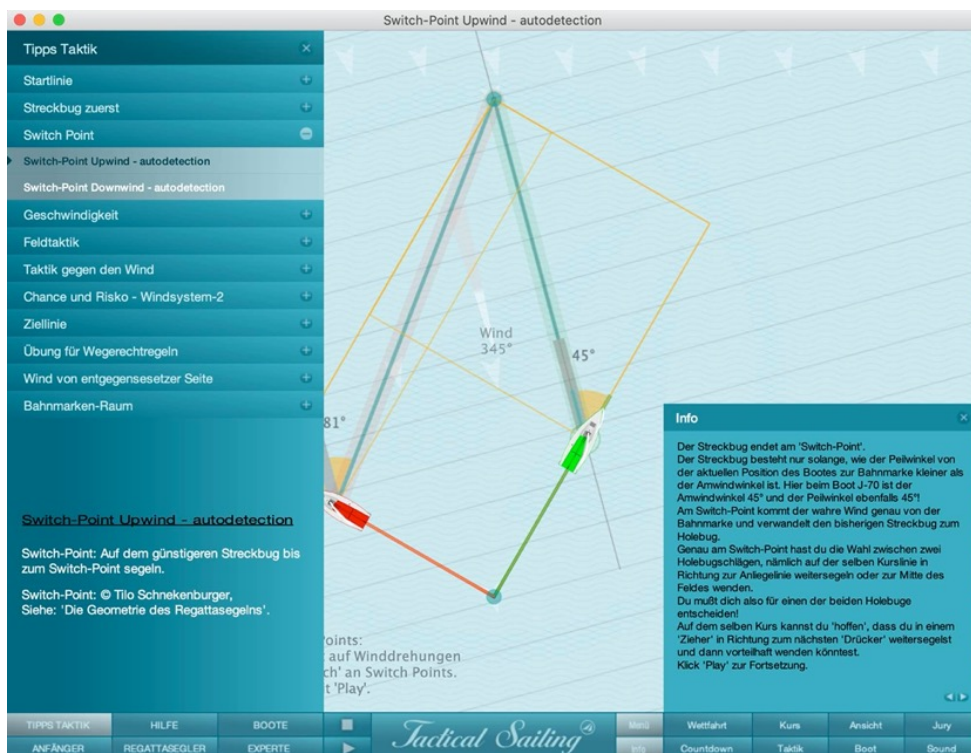 Switch-Point Upwind - autodetection
Tipps Taktik
Startlinie
Streckbug zuerst
Switch Point
Switch-Point Upwind - autodetection
Switch-Point Downwind - autodetection
Geschwindigkeit
Feldtaktik
Taktik gegen den Wind
Chance und Risko - Windsystem-2
Ziellinie
Übung für Wegerechtregeln
Wind von entgegensesetzer Seite
Bahnmarken-Raum
Switch-Point Upwind - autodetection
Switch-Point: Auf dem günstigeren Streckbug bis
zum Switch-Point segeln.
Switch-Point: © Tilo Schnekenburger,
Siehe: 'Die Geometrie des Regattasegelns'.
Wind
345°
45°
81°
oints:
auf Winddrehungen
ch' an Switch Points.
t 'Play'.
Info
Der Streckbug endet am 'Switch-Point'.
Der Streckbug besteht nur solange, wie der Peilwinkel von
der aktuellen Position des Bootes zur Bahnmarke kleiner als
der Amwindwinkel ist. Hier beim Boot J-70 ist der
Amwindwinkel 45° und der Peilwinkel ebenfalls 45°!
Am Switch-Point kommt der wahre Wind genau von der
Bahnmarke und verwandelt den bisherigen Streckbug zum
Holebug.
Genau am Switch-Point hast du die Wahl zwischen zwei
Holebugschlägen, nämlich auf der selben Kurslinie in
Richtung zur Anliegelinie weitersegeln oder zur Mitte des
Feldes wenden.
Du mußt dich also für einen der beiden Holebuge
entscheiden!
Auf dem selben Kurs kannst du 'hoffen', dass du in einem
'Zieher' in Richtung zum nächsten 'Drücker' weitersegelst
und dann vorteilhaft wenden könntest.
Klick 'Play' zur Fortsetzung.
TIPPS TAKTIK HILFE BOOTE Tactical Sailing ® Menü Wettfahrt Kurs Ansicht Jury
ANFÄNGER REGATTASEGLER EXPERTE Info Countdown Taktik Boot Sound